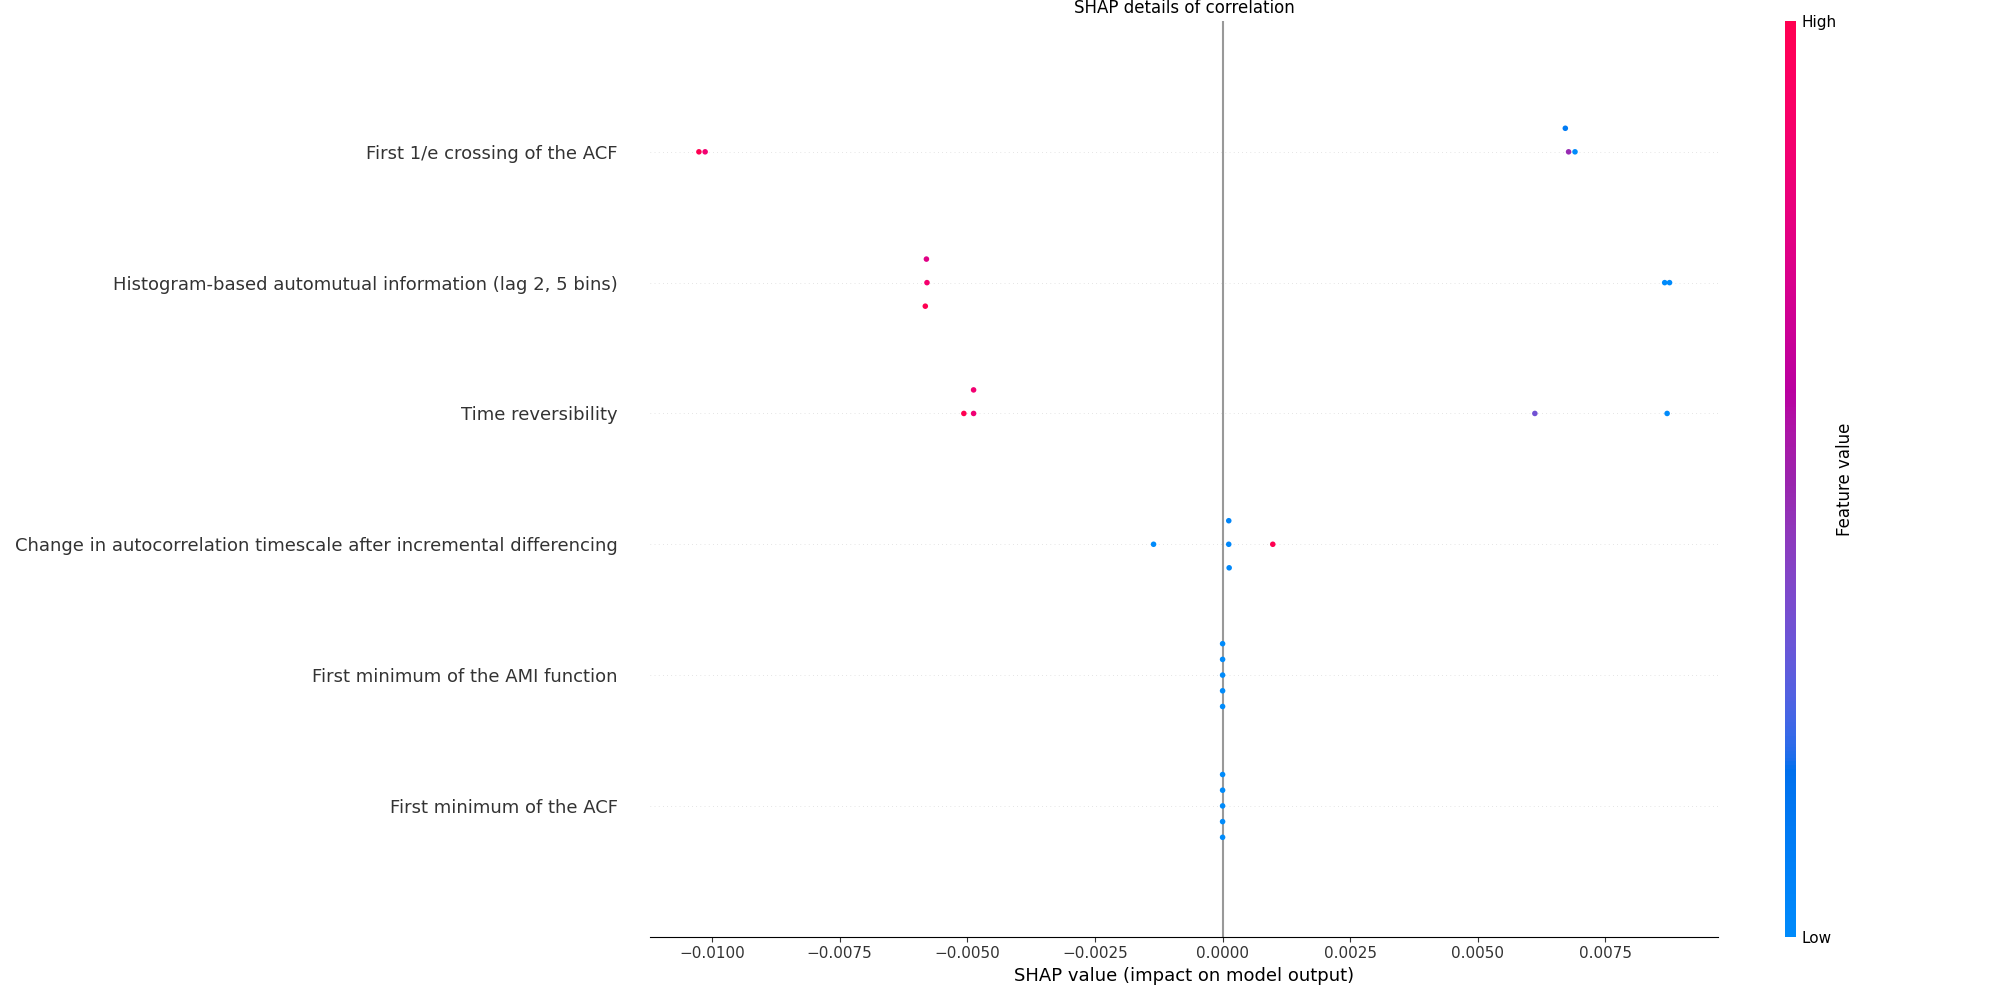 SHAP details of correlation
High
First 1/e crossing of the ACF
Histogram-based automutual information (lag 2, 5 bins)
Time reversibility
Feature value
Change in autocorrelation timescale after incremental differencing
First minimum of the AMI function
First minimum of the ACF
Low
−0.0100 −0.0075 −0.0050 −0.0025 0.0000 0.0025 0.0050 0.0075
SHAP value (impact on model output)